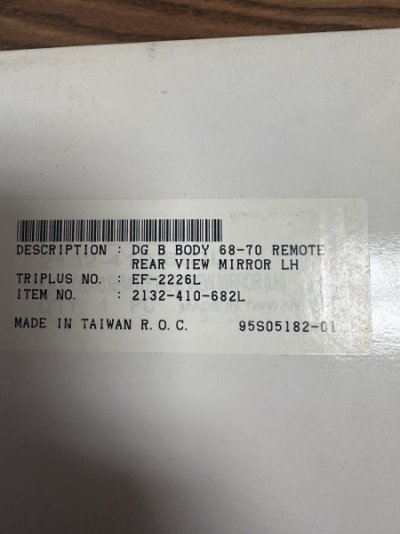 DESCRIPTION : DG B BODY 68-70 REMOTE
REAR VIEW MIRROR LH
TRIPLUS NO. : EF-2226L
ITEM NO. : 2132-410-682L
MADE IN TAIWAN R.O.C. 95S05182-01